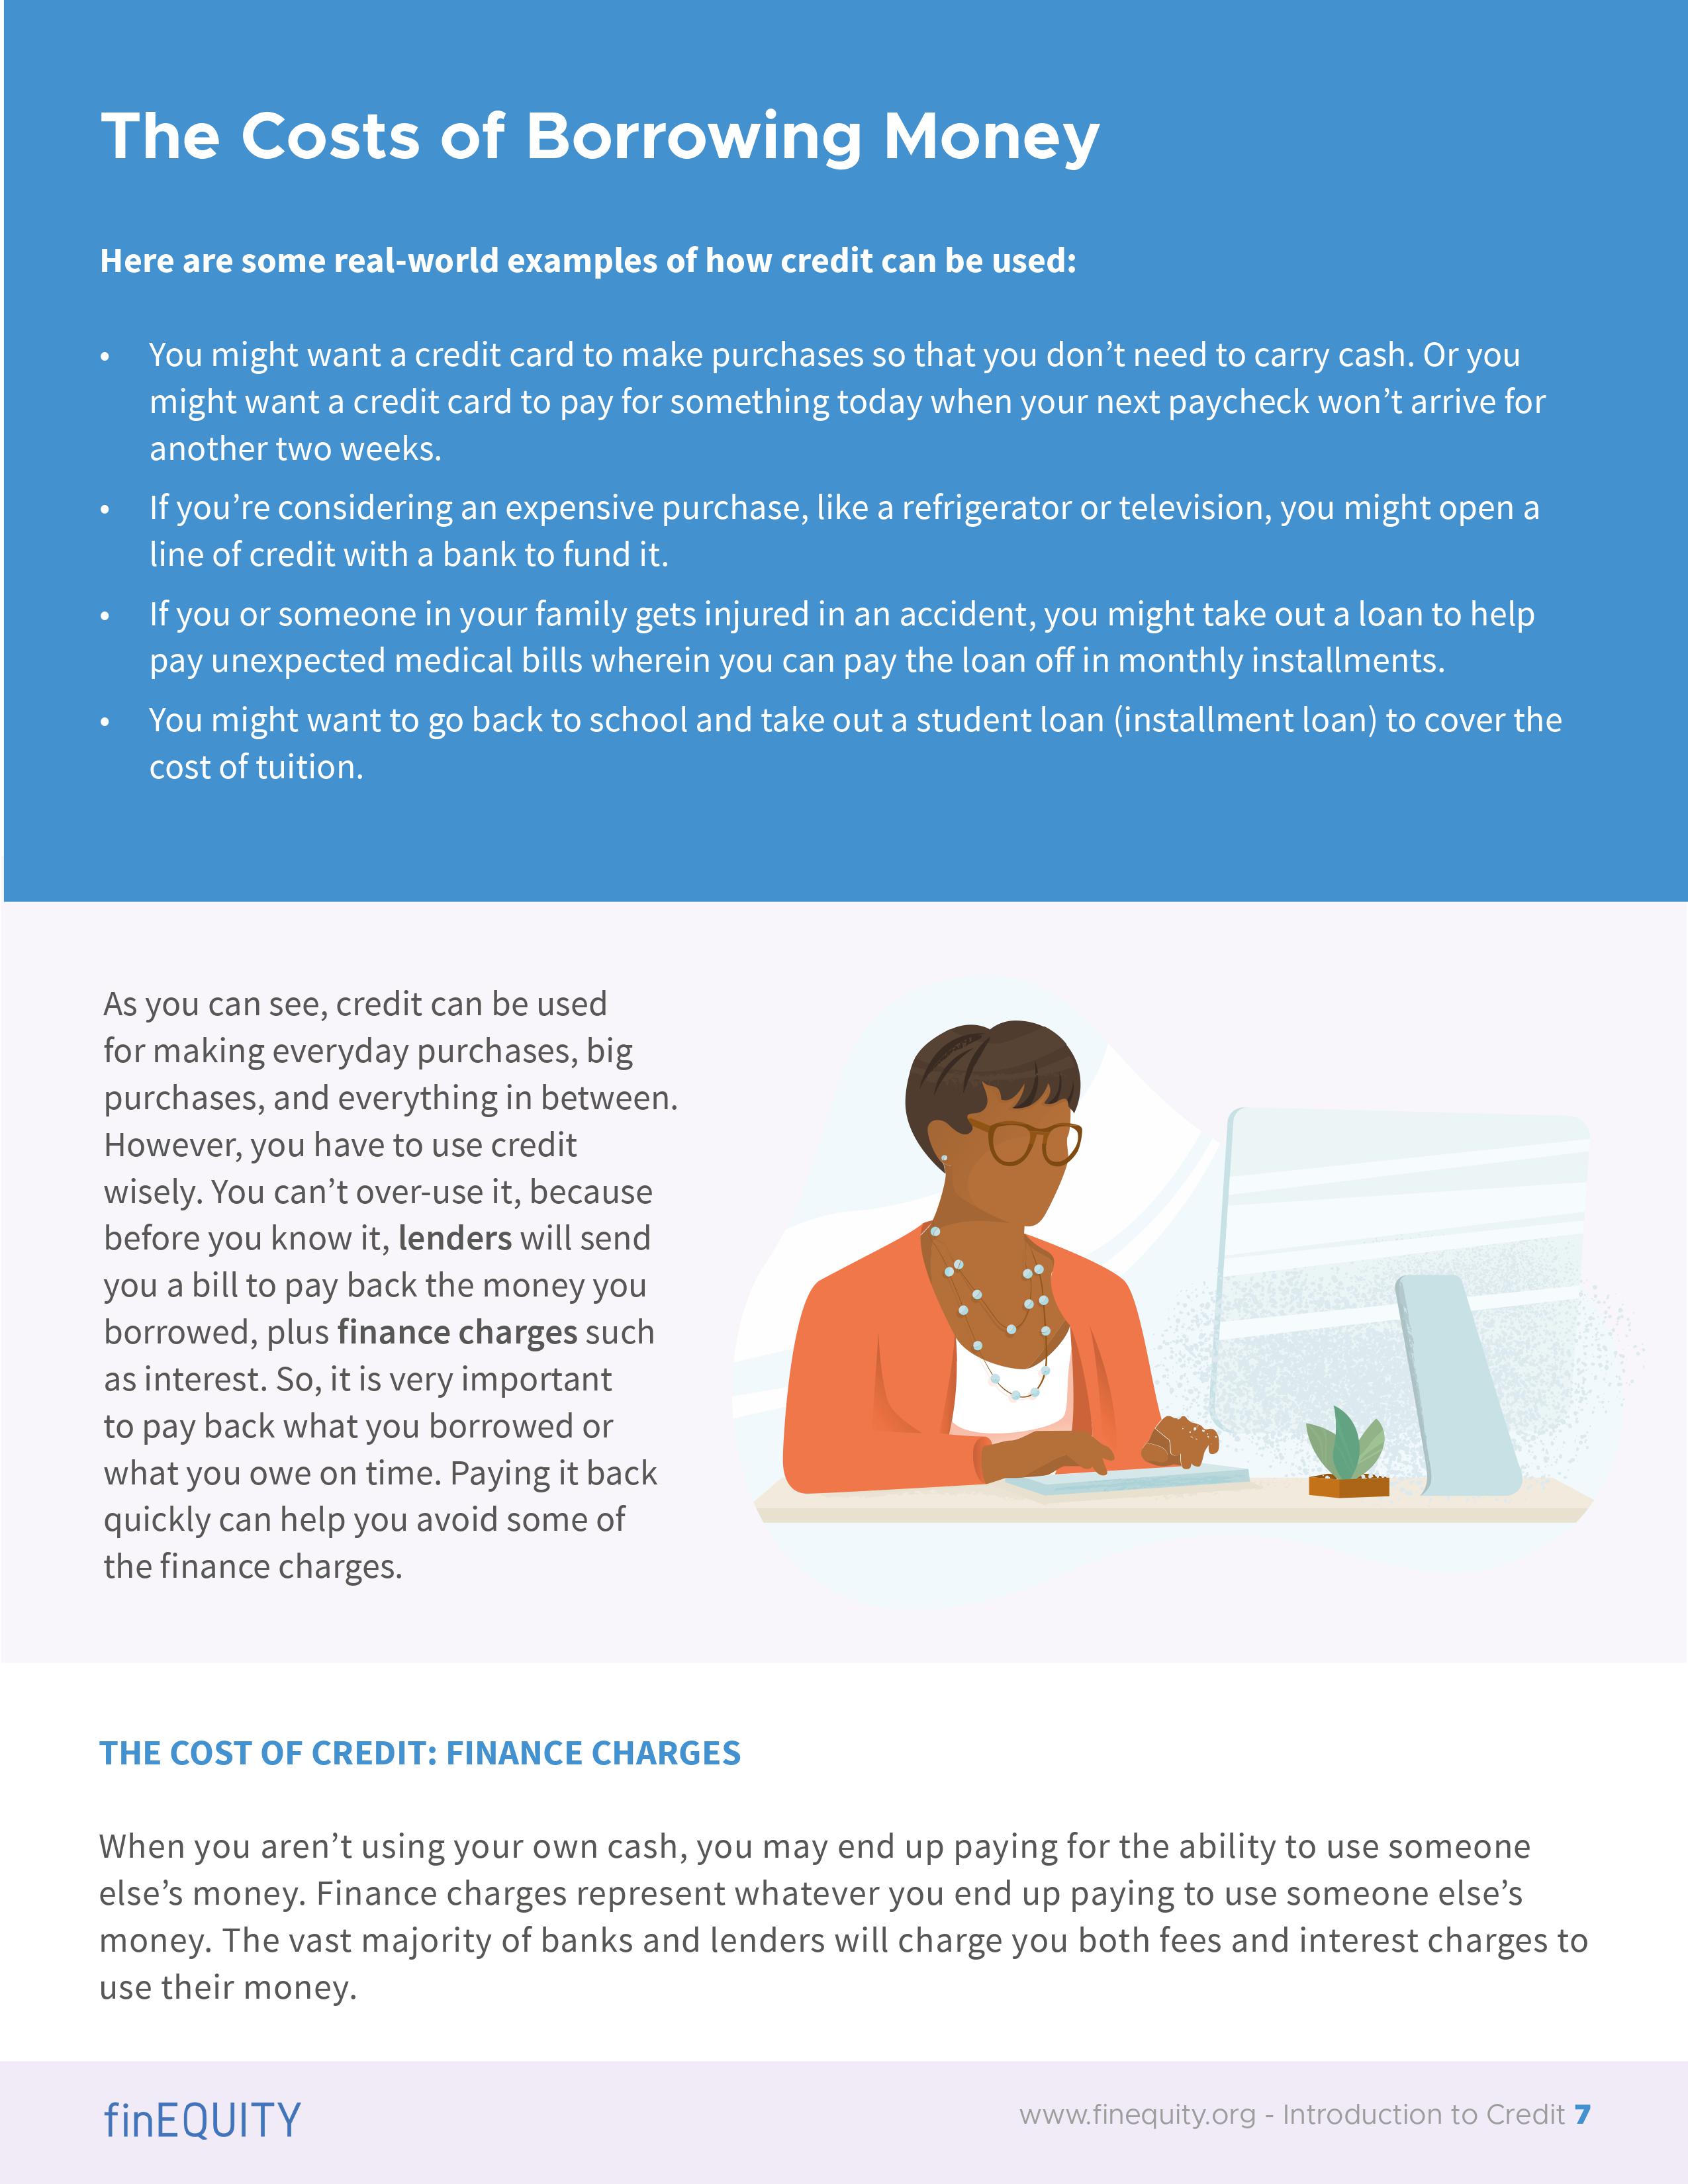 The Costs of Borrowing Money
Here are some real-world examples of how credit can be used:
• You might want a credit card to make purchases so that you don’t need to carry cash. Or you
might want a credit card to pay for something today when your next paycheck won’t arrive for
another two weeks.
• If you’re considering an expensive purchase, like a refrigerator or television, you might open a
line of credit with a bank to fund it.
• If you or someone in your family gets injured in an accident, you might take out a loan to help
pay unexpected medical bills wherein you can pay the loan off in monthly installments.
• You might want to go back to school and take out a student loan (installment loan) to cover the
cost of tuition.
As you can see, credit can be used
for making everyday purchases, big
purchases, and everything in between.
However, you have to use credit
wisely. You can’t over-use it, because
before you know it, lenders will send
you a bill to pay back the money you
borrowed, plus finance charges such
as interest. So, it is very important
to pay back what you borrowed or
what you owe on time. Paying it back
quickly can help you avoid some of
the finance charges.
THE COST OF CREDIT: FINANCE CHARGES
When you aren’t using your own cash, you may end up paying for the ability to use someone
else’s money. Finance charges represent whatever you end up paying to use someone else’s
money. The vast majority of banks and lenders will charge you both fees and interest charges to
use their money.
finEQUITY
www.finequity.org - Introduction to Credit 7